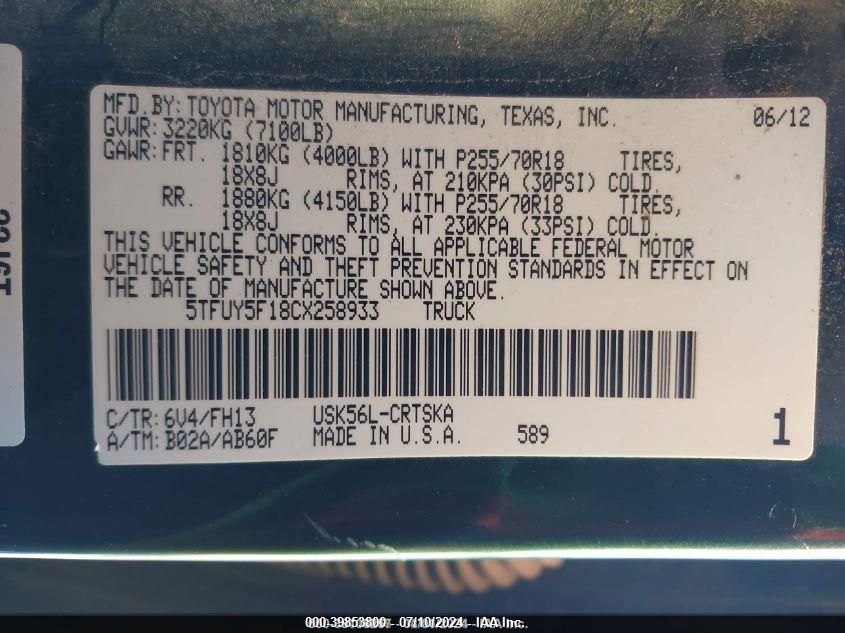 MFD.BY: TOYOTA MOTOR MANUFACTURING, TEXAS, INC. 06/12
GVWR: 3220KG (7100LB)
GAWR: FRT. 1810KG (4000LB) WITH P255/70R18 TIRES,
18X8J RIMS, AT 210KPA (30PSI) COLD.
RR. 1880KG (4150LB) WITH P255/70R18 TIRES,
18X8J RIMS, AT 230KPA (33PSI) COLD.
THIS VEHICLE CONFORMS TO ALL APPLICABLE FEDERAL MOTOR
VEHICLE SAFETY AND THEFT PREVENTION STANDARDS IN EFFECT ON
THE DATE OF MANUFACTURE SHOWN ABOVE.
5TFUY5F18CX258933 TRUCK
C/TR: 6V4/FH13 USK56L-CRTSKA
A/TM: B02A/AB60F MADE IN U.S.A. 589 1
000 39853800 - 07/10/2024 - IAA Inc.